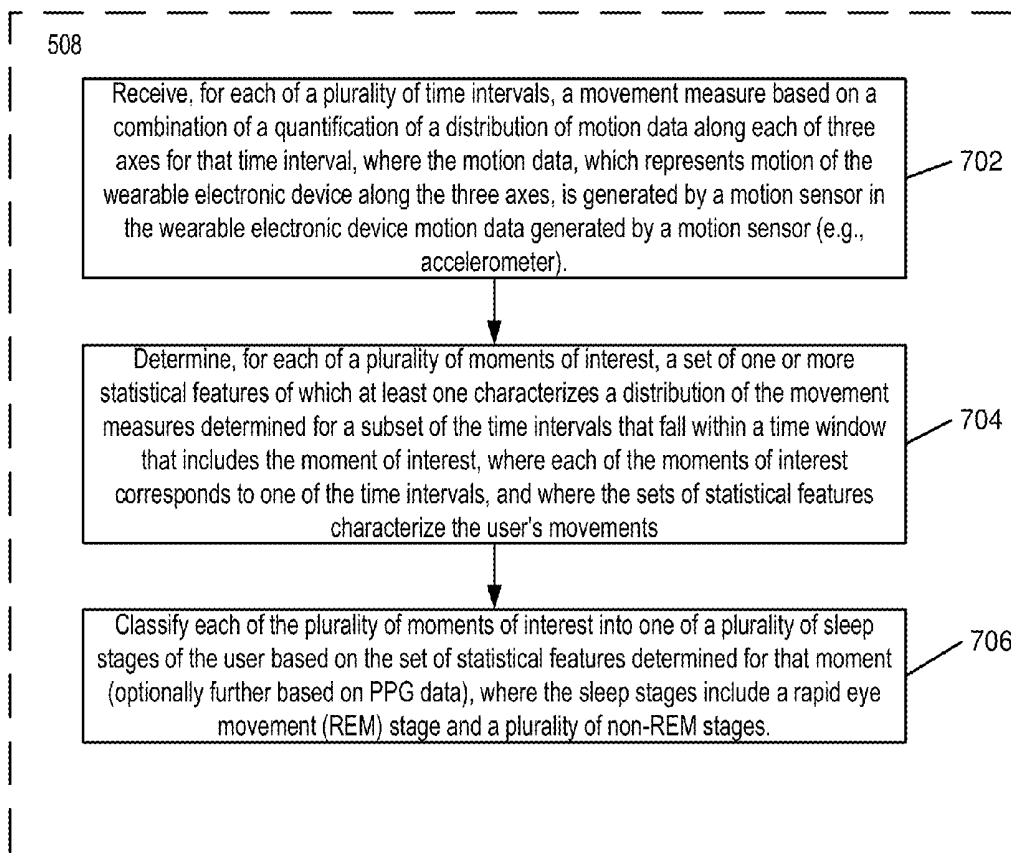 508
Receive, for each of a plurality of time intervals, a movement measure based on a
combination of a quantification of a distribution of motion data along each of three
axes for that time interval, where the motion data, which represents motion of the
wearable electronic device along the three axes, is generated by a motion sensor in
the wearable electronic device motion data generated by a motion sensor (e.g.,
accelerometer).
702
Determine, for each of a plurality of moments of interest, a set of one or more
statistical features of which at least one characterizes a distribution of the movement
measures determined for a subset of the time intervals that fall within a time window
that includes the moment of interest, where each of the moments of interest
corresponds to one of the time intervals, and where the sets of statistical features
characterize the user's movements
704
Classify each of the plurality of moments of interest into one of a plurality of sleep
stages of the user based on the set of statistical features determined for that moment
(optionally further based on PPG data), where the sleep stages include a rapid eye
movement (REM) stage and a plurality of non-REM stages.
706